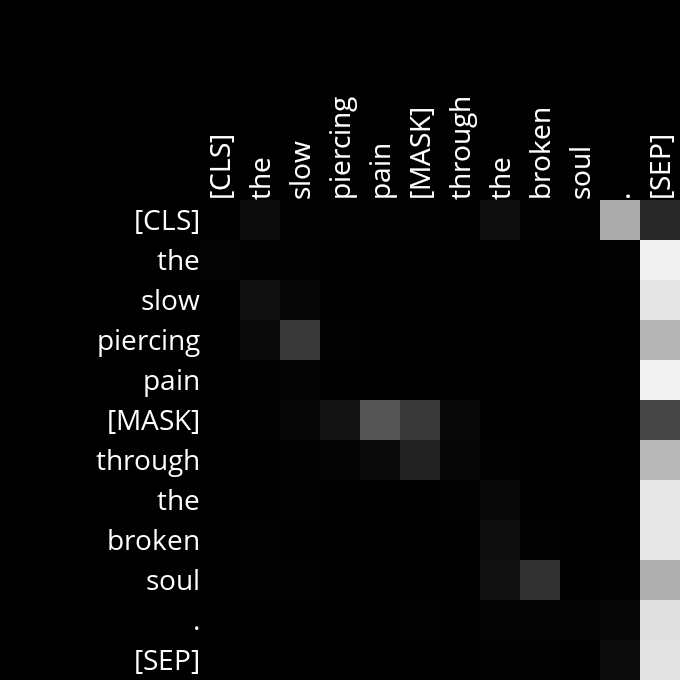 [CLS] the slow piercing pain [MASK] through the broken soul . [SEP]
[CLS]
the
slow
piercing
pain
[MASK]
through
the
broken
soul
.
[SEP]